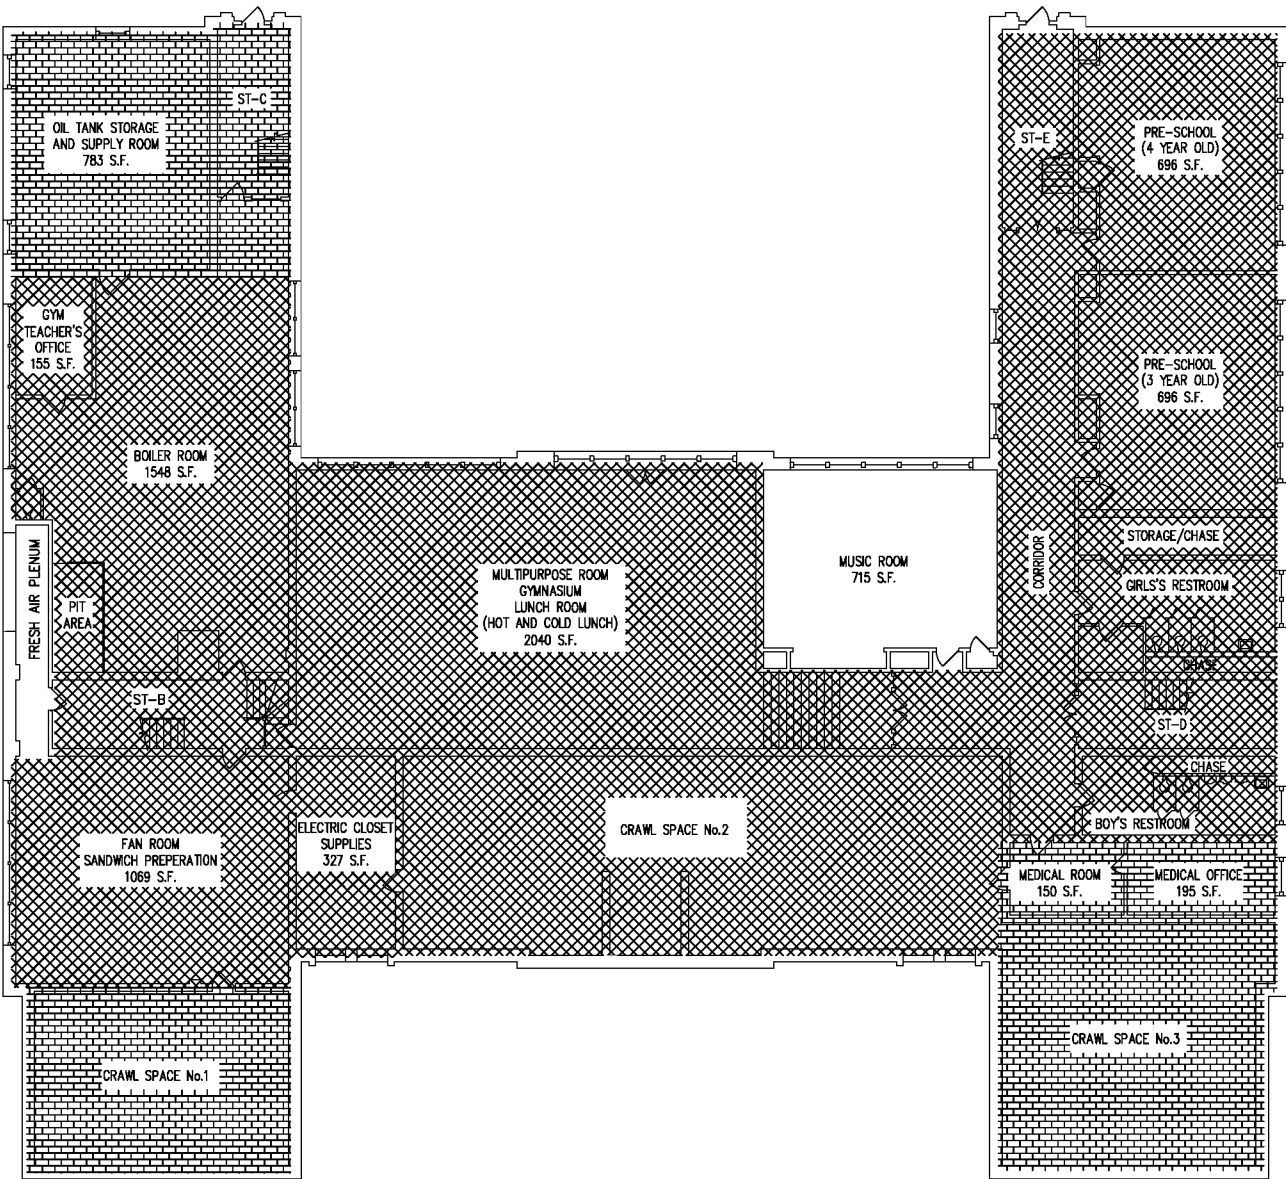 ST-C
OIL TANK STORAGE
AND SUPPLY ROOM
783 S.F.
ST-E
PRE-SCHOOL
(4 YEAR OLD)
696 S.F.
GYM
TEACHER'S
OFFICE
155 S.F.
PRE-SCHOOL
(3 YEAR OLD)
696 S.F.
BOILER ROOM
1548 S.F.
FRESH AIR PLENUM
PIT
AREA
MULTIPURPOSE ROOM
GYMNASIUM
LUNCH ROOM
(HOT AND COLD LUNCH)
2040 S.F.
MUSIC ROOM
715 S.F.
CORRIDOR
STORAGE/CHASE
GIRLS'S RESTROOM
CHASE
ST-B
ST-D
CHASE
BOY'S RESTROOM
FAN ROOM
SANDWICH PREPERATION
1069 S.F.
ELECTRIC CLOSET
SUPPLIES
327 S.F.
CRAWL SPACE No.2
MEDICAL ROOM
150 S.F.
MEDICAL OFFICE
195 S.F.
CRAWL SPACE No.1
CRAWL SPACE No.3